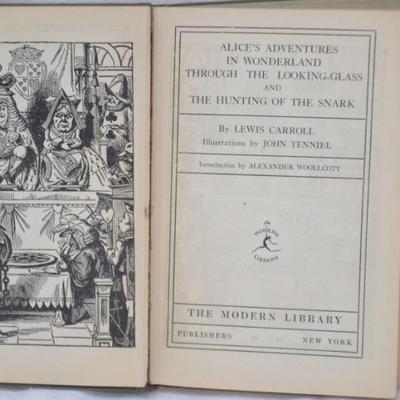 ALICE'S ADVENTURES
IN WONDERLAND
THROUGH THE LOOKING-GLASS
AND
THE HUNTING OF THE SNARK
By LEWIS CARROLL
Illustrations by JOHN TENNIEL
Introduction by ALEXANDER WOOLLCOTT
MODERN
LIBRARY
THE MODERN LIBRARY
PUBLISHERS : : : : NEW YORK